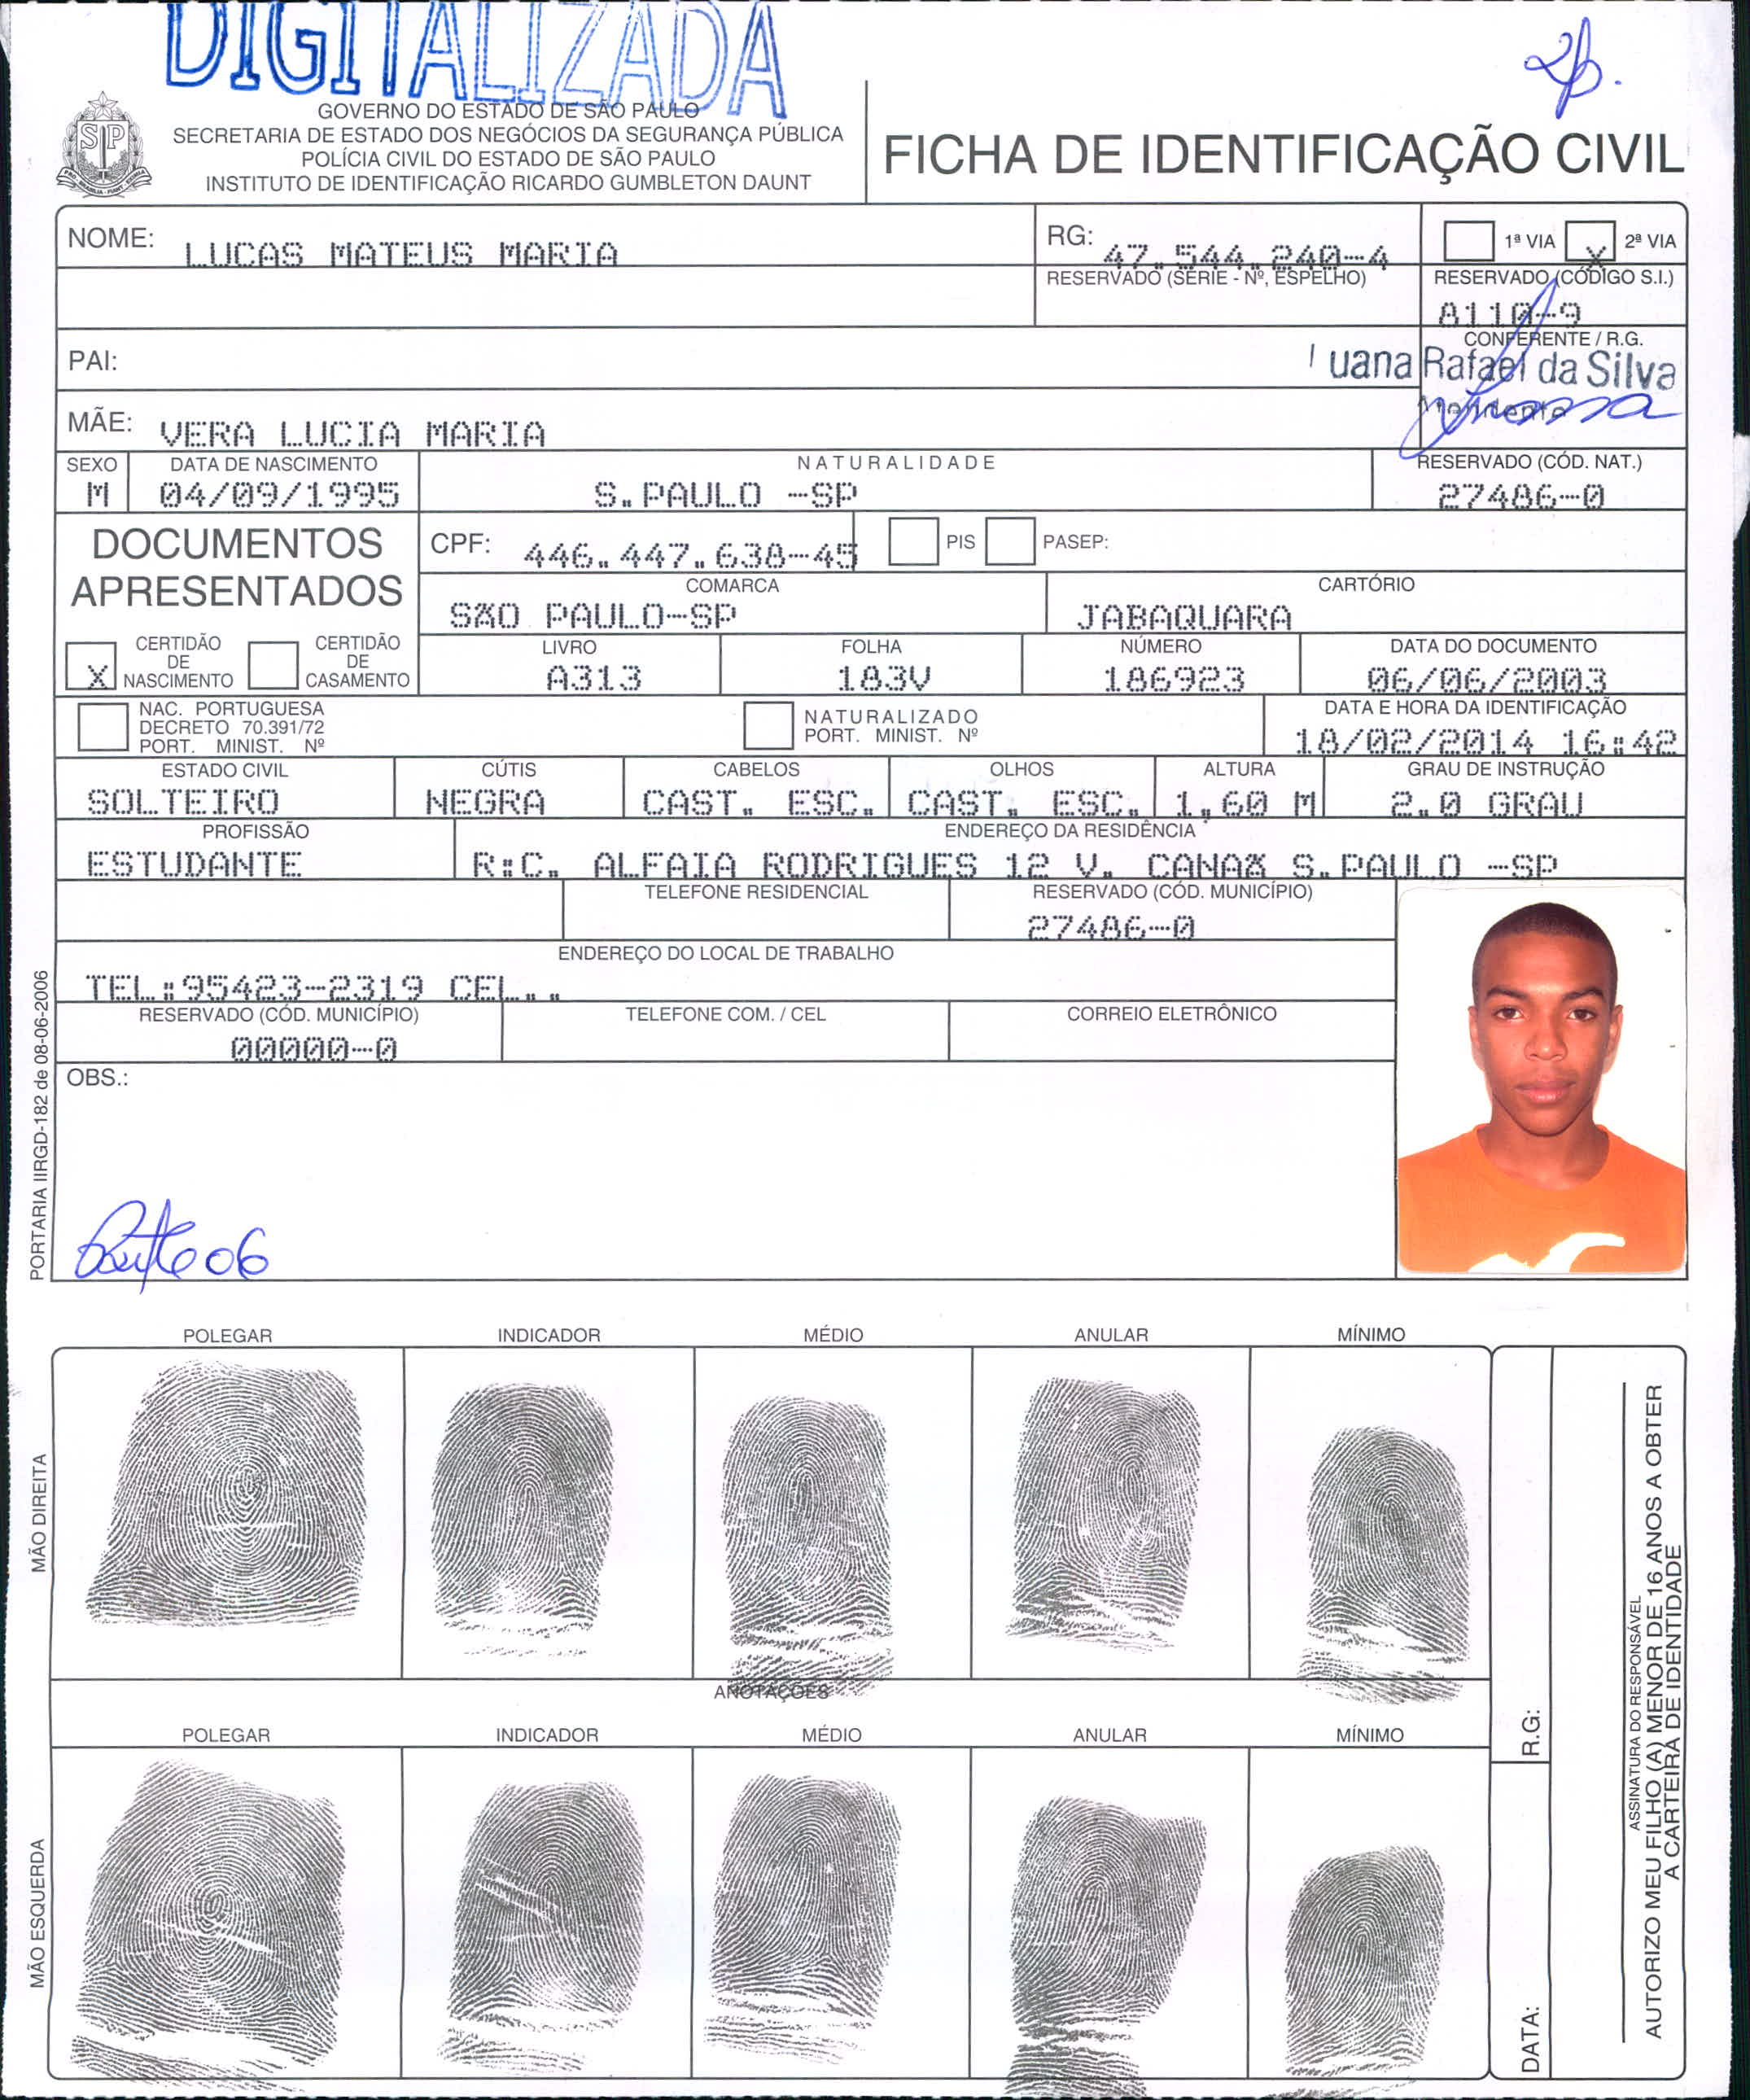 DIGITALIZADA
GOVERNO DO ESTADO DE SÃO PAULO
SECRETARIA DE ESTADO DOS NEGÓCIOS DA SEGURANÇA PÚBLICA
POLÍCIA CIVIL DO ESTADO DE SÃO PAULO
INSTITUTO DE IDENTIFICAÇÃO RICARDO GUMBLETON DAUNT
FICHA DE IDENTIFICAÇÃO CIVIL
NOME: LUCAS MATEUS MARIA
RG: 47.544.240-4
1ª VIA X 2ª VIA
RESERVADO (SÉRIE - Nº, ESPELHO)
RESERVADO (CÓDIGO S.I.)
8110-9
CONFERENTE / R.G.
PAI:
uana Rafael da Silva
MÃE: VERA LUCIA MARIA
SEXO DATA DE NASCIMENTO NATURALIDADE RESERVADO (CÓD. NAT.)
M 04/09/1995 S.PAULO -SP 27486-0
DOCUMENTOS APRESENTADOS
CPF: 446.447.638-45 PIS PASEP:
COMARCA CARTÓRIO
SÃO PAULO-SP JABAQUARA
X CERTIDÃO DE NASCIMENTO CERTIDÃO DE CASAMENTO
LIVRO FOLHA NÚMERO DATA DO DOCUMENTO
A313 183V 186923 06/06/2003
NAC. PORTUGUESA
DECRETO 70.391/72
PORT. MINIST. Nº
NATURALIZADO
PORT. MINIST. Nº
DATA E HORA DA IDENTIFICAÇÃO
18/02/2014 16:42
ESTADO CIVIL CÚTIS CABELOS OLHOS ALTURA GRAU DE INSTRUÇÃO
SOLTEIRO NEGRA CAST. ESC. CAST. ESC. 1.60 M 2.0 GRAU
PROFISSÃO ENDEREÇO DA RESIDÊNCIA
ESTUDANTE R:C. ALFAIA RODRIGUES 12 V. CANAÃ S.PAULO -SP
TELEFONE RESIDENCIAL RESERVADO (CÓD. MUNICÍPIO)
27486-0
ENDEREÇO DO LOCAL DE TRABALHO
TEL:95423-2319 CEL..
RESERVADO (CÓD. MUNICÍPIO) TELEFONE COM. / CEL CORREIO ELETRÔNICO
00000-0
OBS.:
PORTARIA IIRGD-182 de 08-06-2006
POLEGAR INDICADOR MÉDIO ANULAR MÍNIMO
MÃO DIREITA
ANOTAÇÕES
POLEGAR INDICADOR MÉDIO ANULAR MÍNIMO
MÃO ESQUERDA
R.G:
DATA:
ASSINATURA DO RESPONSÁVEL
AUTORIZO MEU FILHO (A) MENOR DE 16 ANOS A OBTER
A CARTEIRA DE IDENTIDADE